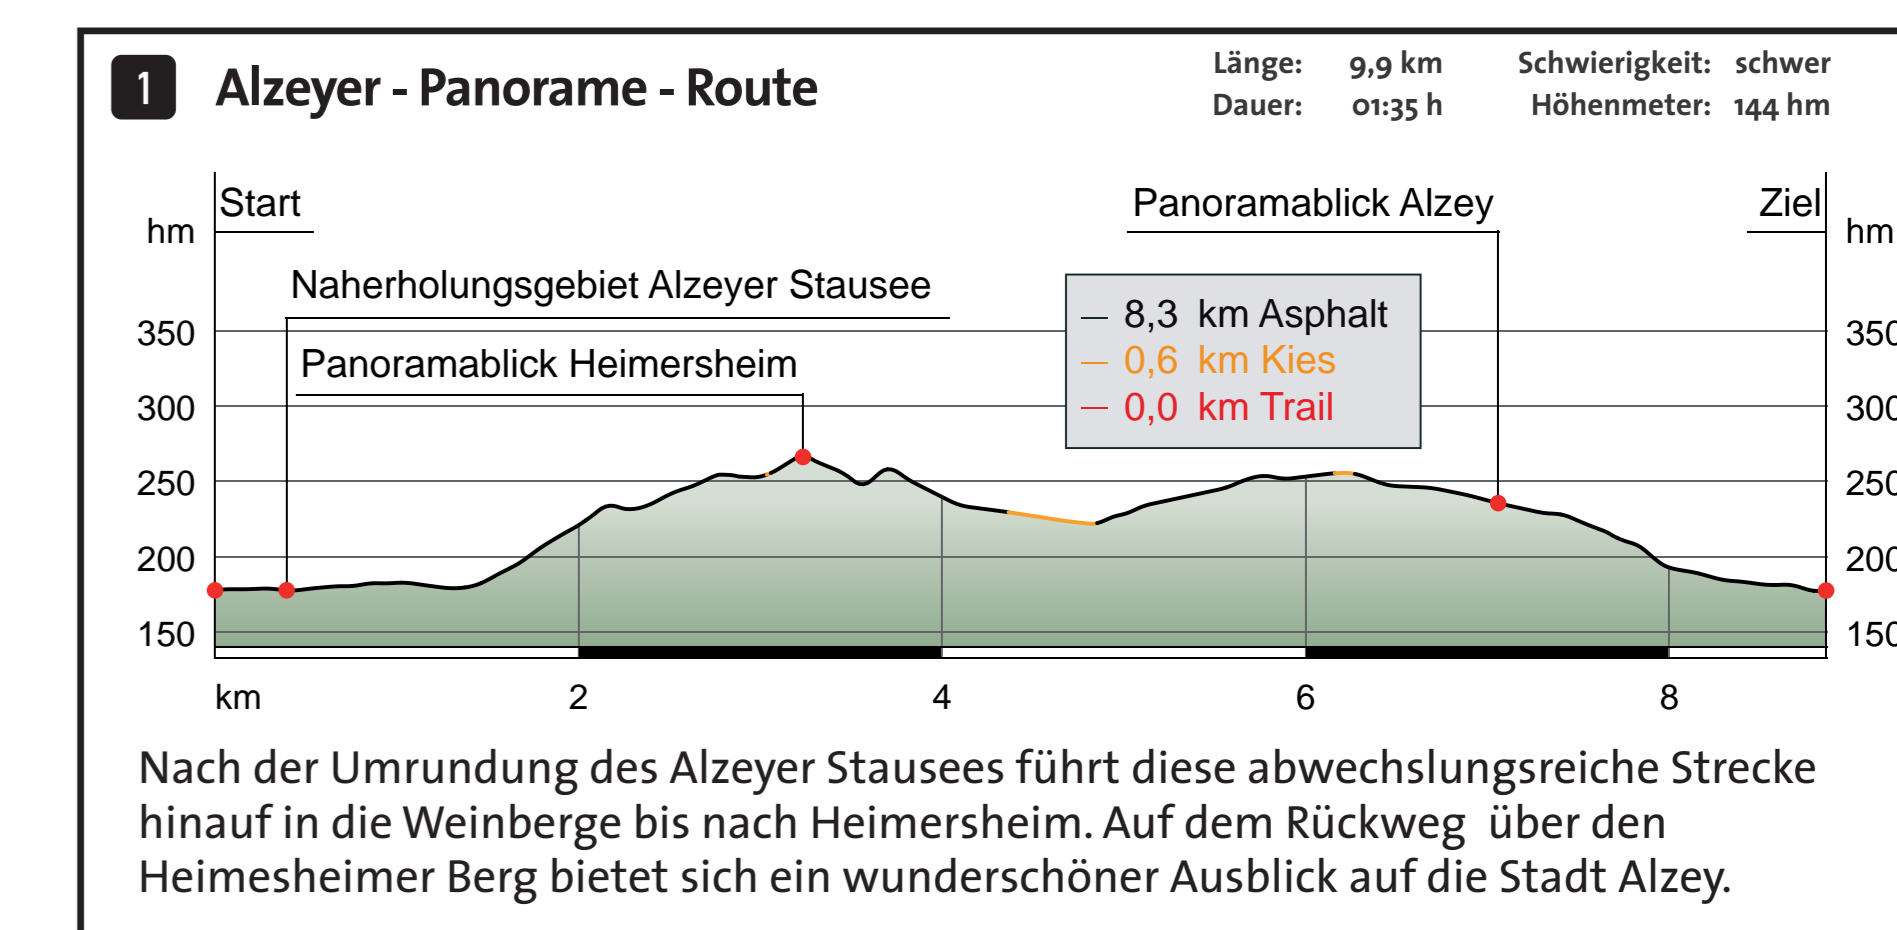 1 Alzeyer - Panorame - Route
Länge: 9,9 km Schwierigkeit: schwer
Dauer: 01:35 h Höhenmeter: 144 hm
Start Panoramablick Alzey Ziel
hm hm
Naherholungsgebiet Alzeyer Stausee
8,3 km Asphalt
350 350
Panoramablick Heimersheim
0,6 km Kies
300 300
0,0 km Trail
250 250
200 200
150 150
km 2 4 6 8
Nach der Umrundung des Alzeyer Stausees führt diese abwechslungsreiche Strecke
hinauf in die Weinberge bis nach Heimersheim. Auf dem Rückweg über den
Heimesheimer Berg bietet sich ein wunderschöner Ausblick auf die Stadt Alzey.